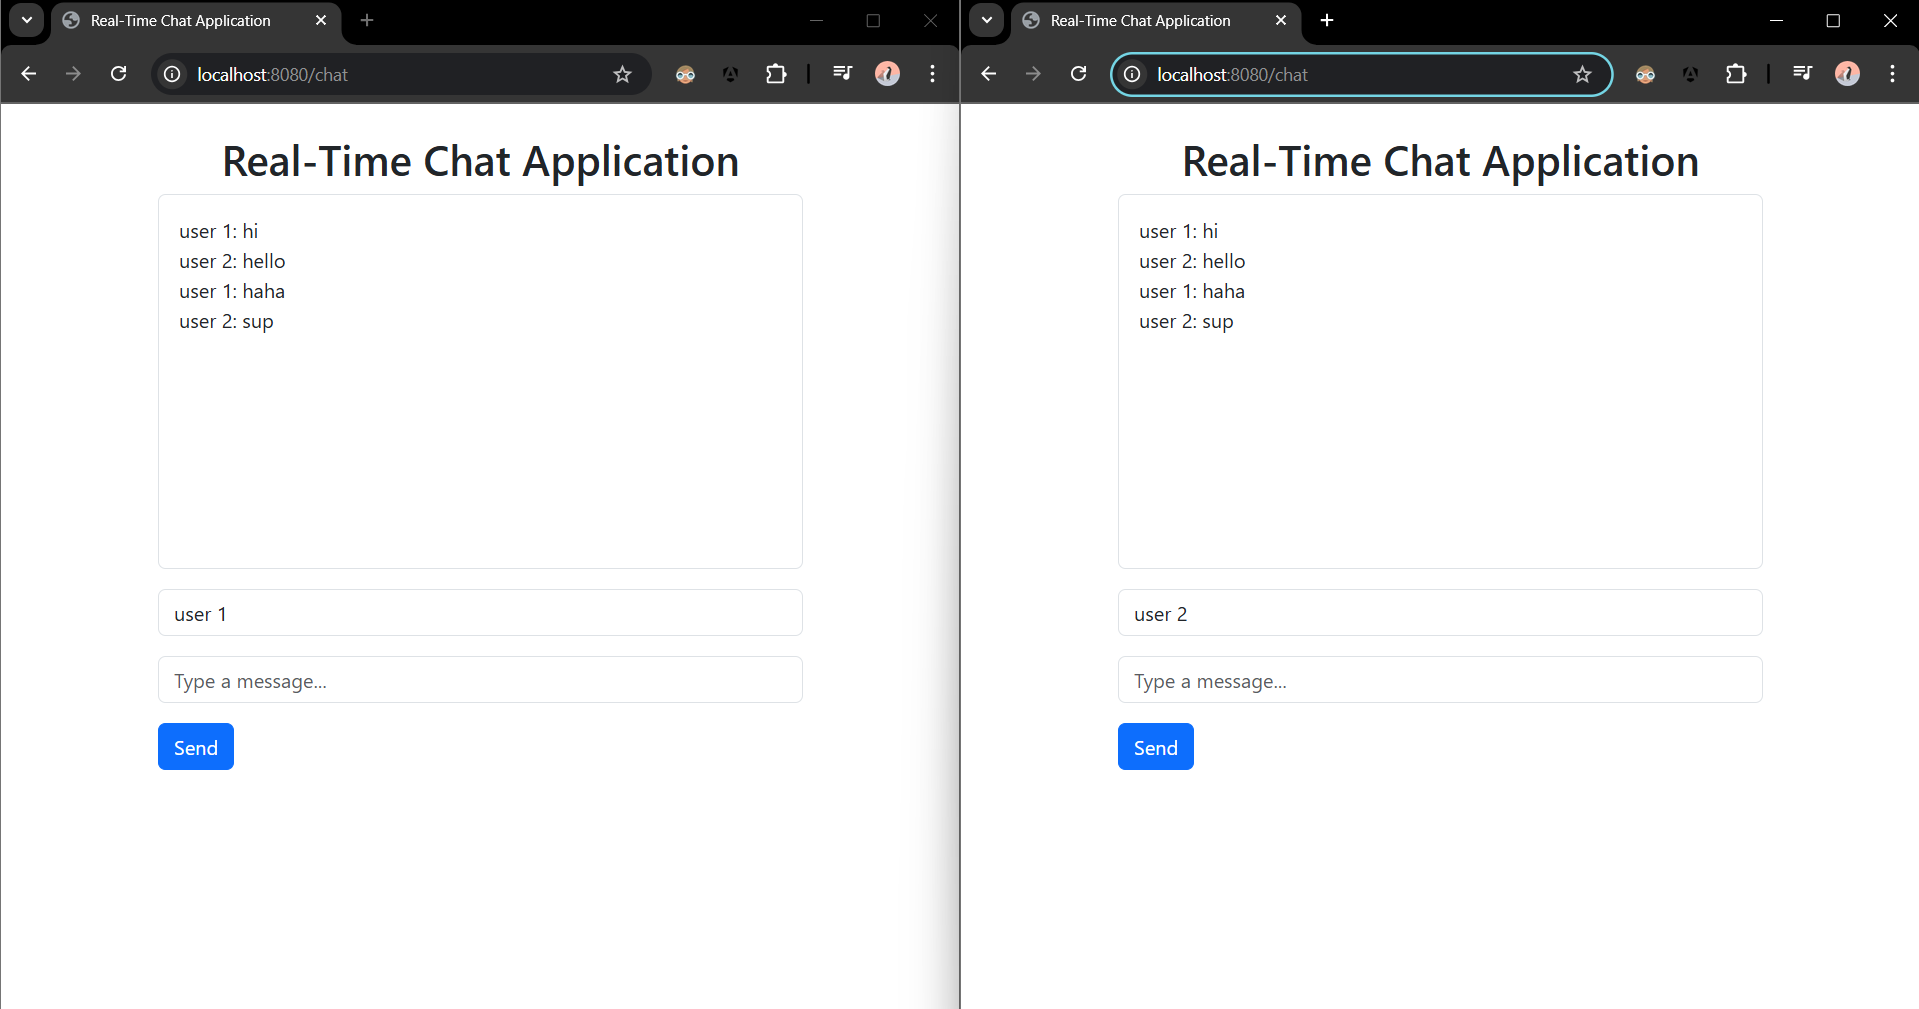 Real-Time Chat Application
localhost:8080/chat
Real-Time Chat Application
user 1: hi
user 2: hello
user 1: haha
user 2: sup
user 1
Type a message...
Send
Real-Time Chat Application
localhost:8080/chat
Real-Time Chat Application
user 1: hi
user 2: hello
user 1: haha
user 2: sup
user 2
Type a message...
Send